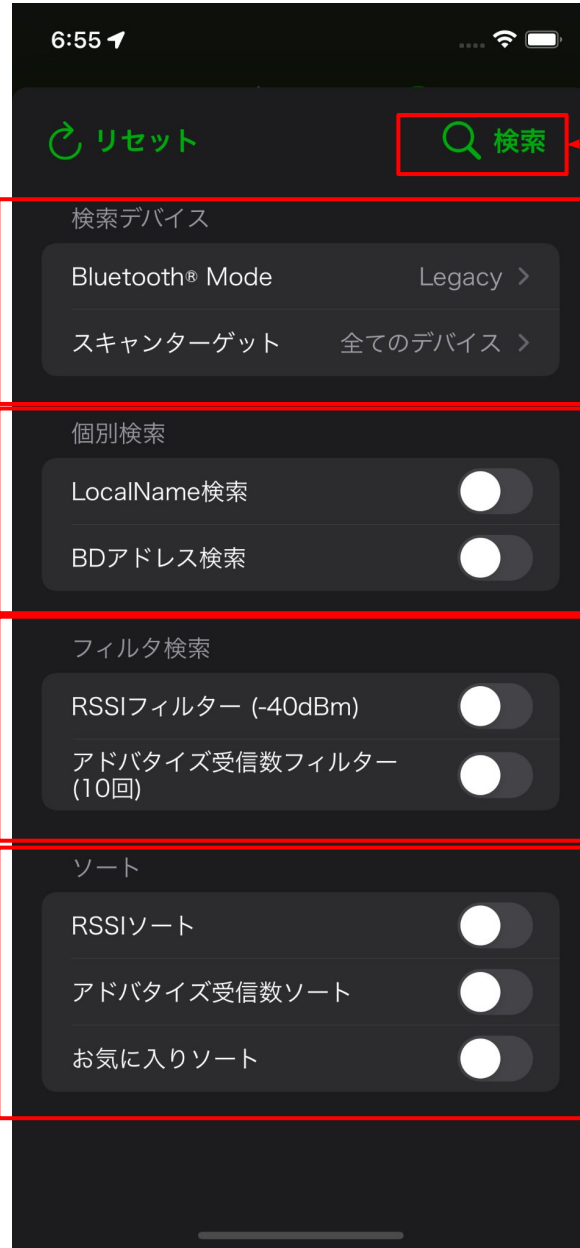 6:55
リセット
検索
検索デバイス
Bluetooth® Mode Legacy
スキャンターゲット 全てのデバイス
個別検索
LocalName検索
BDアドレス検索
フィルタ検索
RSSIフィルター (-40dBm)
アドバタイズ受信数フィルター
(10回)
ソート
RSSIソート
アドバタイズ受信数ソート
お気に入りソート